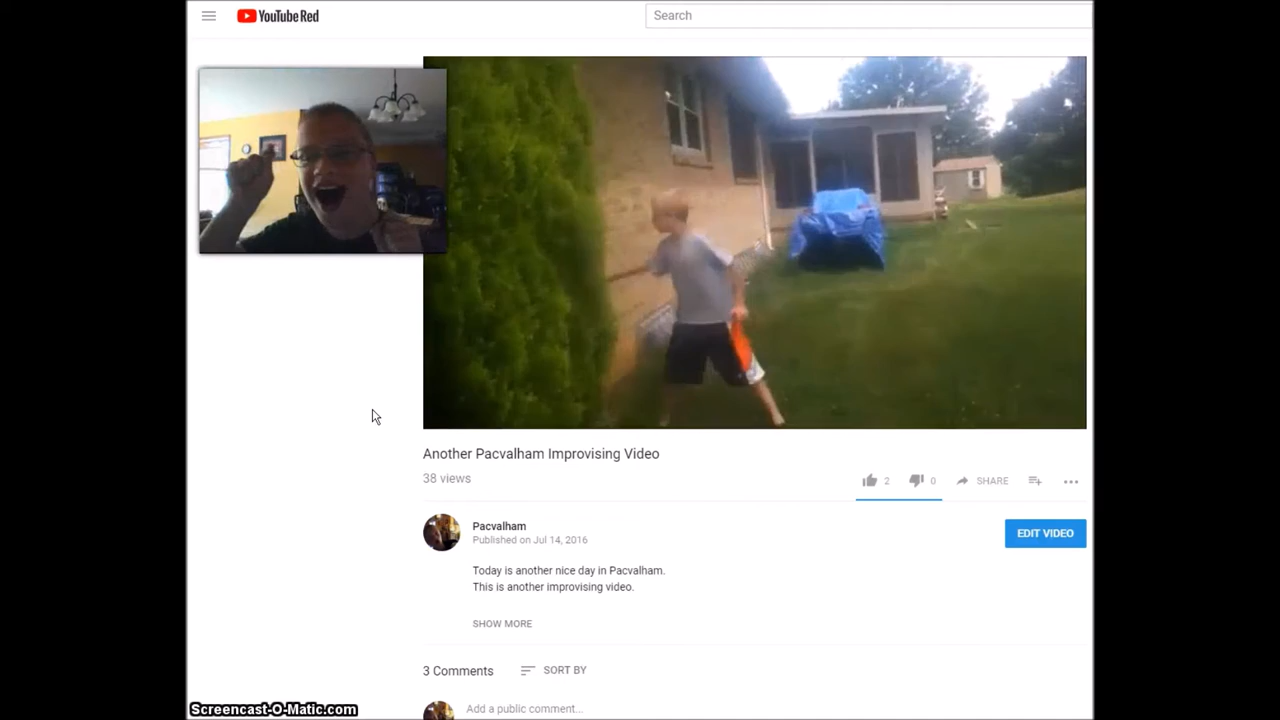 YouTube Red
Search
Another Pacvalham Improvising Video
38 views
2
0
SHARE
Pacvalham
Published on Jul 14, 2016
EDIT VIDEO
Today is another nice day in Pacvalham.
This is another improvising video.
SHOW MORE
3 Comments
SORT BY
Add a public comment...
Screencast-O-Matic.com